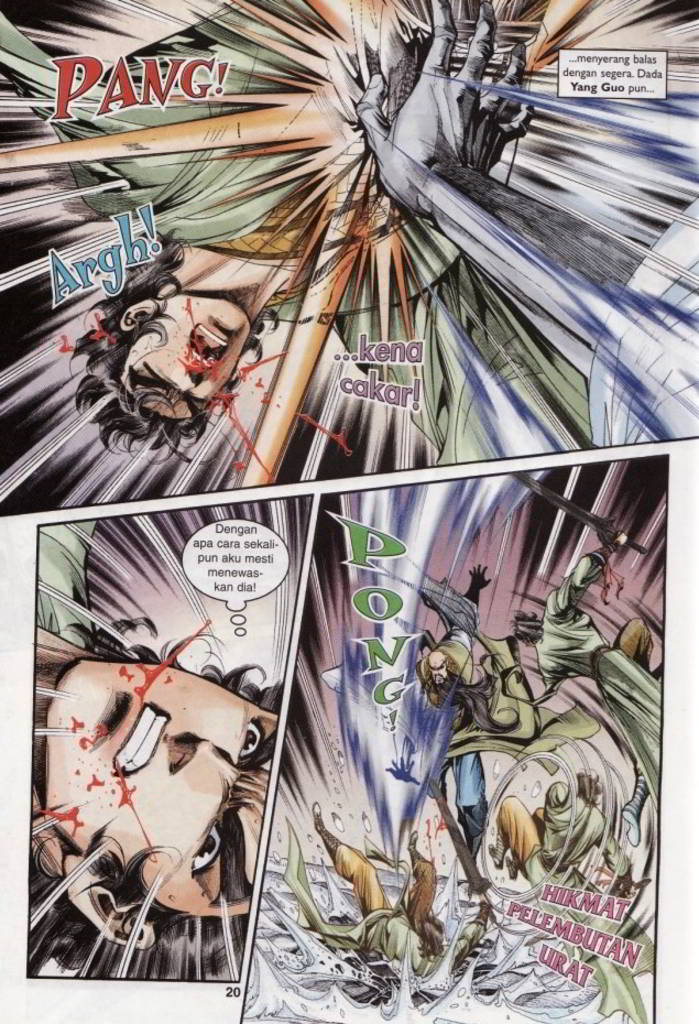 PANG!
...menyerang balas
dengan segera. Dada
Yang Guo pun...
Argh!
...kena
cakar!
Dengan
apa cara sekali-
pun aku mesti
menewas-
kan dia!
PONG!
HIKMAT
PELEMBUTAN
URAT
20